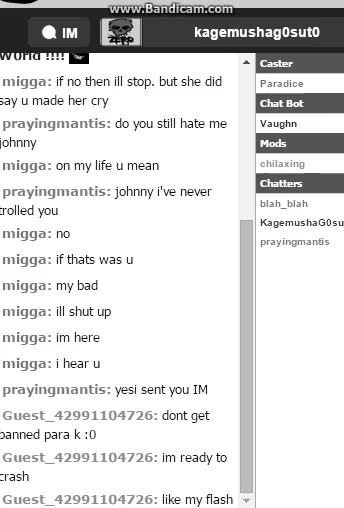 www.Bandicam.com
IM
ZERO
kagemushag0sut0
World !!!!
migga: if no then ill stop. but she did
say u made her cry
prayingmantis: do you still hate me
johnny
migga: on my life u mean
prayingmantis: johnny i've never
trolled you
migga: no
migga: if thats was u
migga: my bad
migga: ill shut up
migga: im here
migga: i hear u
prayingmantis: yesi sent you IM
Guest_42991104726: dont get
banned para k :0
Guest_42991104726: im ready to
crash
Guest_42991104726: like my flash
Caster
Paradice
Chat Bot
Vaughn
Mods
chilaxing
Chatters
blah_blah
KagemushaG0su
prayingmantis